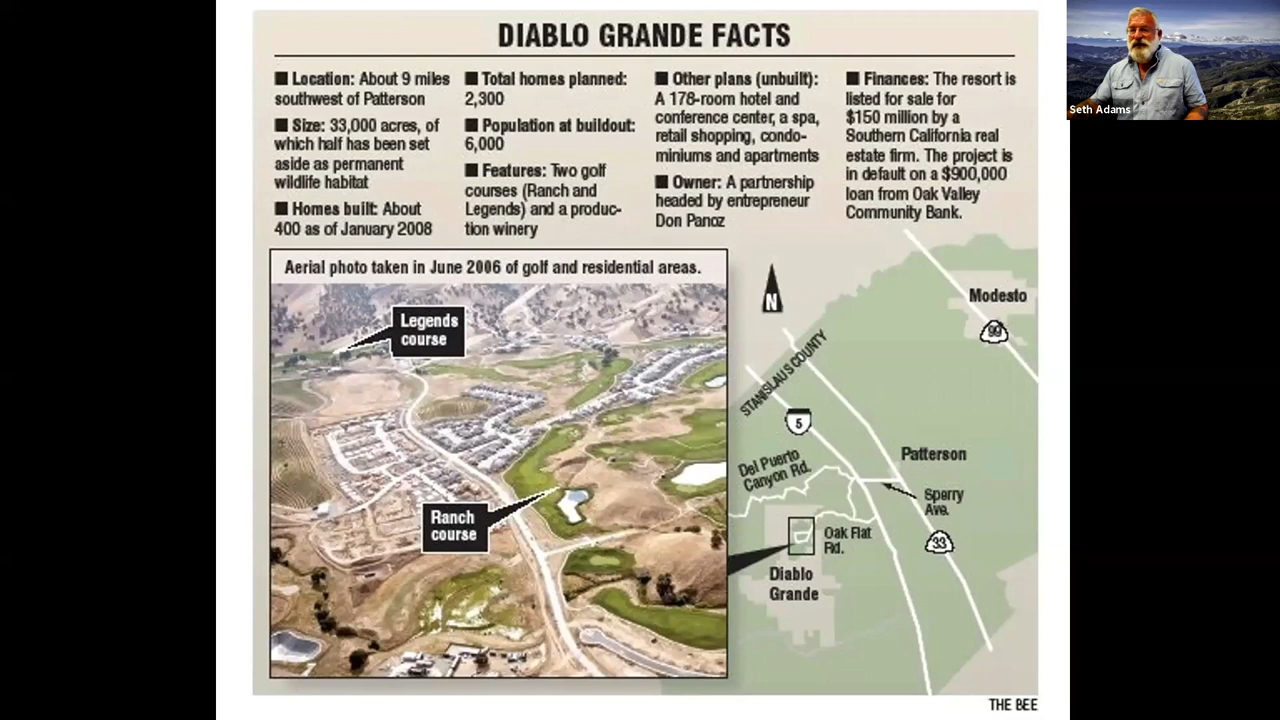 DIABLO GRANDE FACTS
■ Location: About 9 miles
southwest of Patterson
■ Size: 33,000 acres, of
which half has been set
aside as permanent
wildlife habitat
■ Homes built: About
400 as of January 2008
■ Total homes planned:
2,300
■ Population at buildout:
6,000
■ Features: Two golf
courses (Ranch and
Legends) and a produc-
tion winery
■ Other plans (unbuilt):
A 178-room hotel and
conference center, a spa,
retail shopping, condo-
miniums and apartments
■ Owner: A partnership
headed by entrepreneur
Don Panoz
■ Finances: The resort is
listed for sale for
$150 million by a
Southern California real
estate firm. The project is
in default on a $900,000
loan from Oak Valley
Community Bank.
Aerial photo taken in June 2006 of golf and residential areas.
Legends
course
Ranch
course
N
STANISLAUS COUNTY
Modesto
99
5
Del Puerto
Canyon Rd.
Patterson
Sperry
Ave.
Oak Flat
Rd.
33
Diablo
Grande
THE BEE
Seth Adams